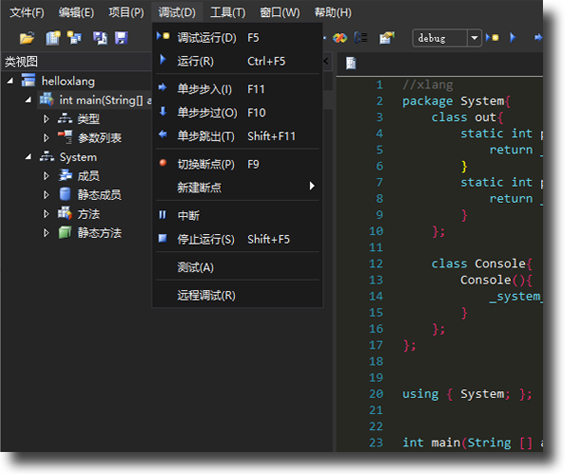 文件(F) 编辑(E) 项目(P) 调试(D) 工具(T) 窗口(W) 帮助(H)
debug
类视图
helloxlang
int main(String[] a
类型
参数列表
System
成员
静态成员
方法
静态方法
调试运行(D) F5
运行(R) Ctrl+F5
单步步入(I) F11
单步步过(O) F10
单步跳出(T) Shift+F11
切换断点(P) F9
新建断点
中断
停止运行(S) Shift+F5
测试(A)
远程调试(R)
1 //xlang
2 package System{
3 class out{
4 static int p
5 return _
6 }
7 static int p
8 return _
9 }
10 };
11
12 class Console{
13 Console(){
14 _system_
15 }
16 };
17 };
18
19
20 using { System; };
21
22
23 int main(String [] a